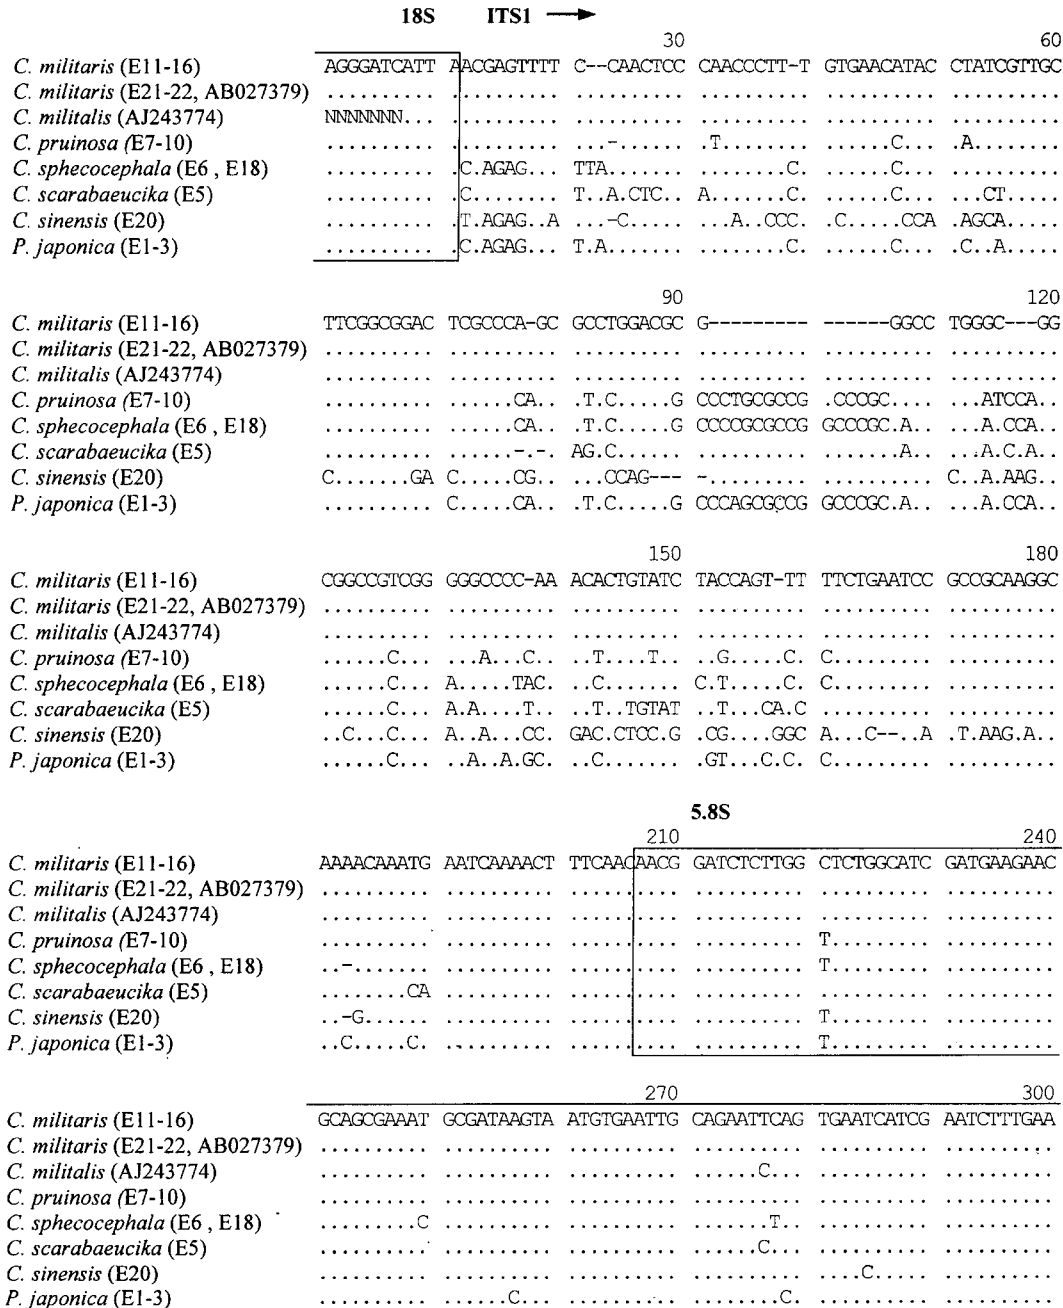 18S ITS1
30 60
C. militaris (E11-16) AGGGATCATT AACGAGTTTT C--CAACTCC CAACCCTT-T GTGAACATAC CTATCGTTGC
C. militaris (E21-22, AB027379) .......... .......... .......... .......... .......... ..........
C. militalis (AJ243774) NNNNNNN... .......... .......... .......... .......... ..........
C. pruinosa (E7-10) .......... .......... ...-...... .T........ .....C.... ..A.......
C. sphecocephala (E6 , E18) .......... .C.AGAG... TTA....... .......C.. .....C.... ..........
C. scarabaeucika (E5) .......... .C........ T..A.CTC.. A......C.. .....C.... ....CT....
C. sinensis (E20) .......... .T.AGAG..A ...-C..... ...A..CCC. .C....CCA. .AGCA.....
P. japonica (E1-3) .......... .C.AGAG... T.A....... .......C.. .....C.... ..C..A....
90 120
C. militaris (E11-16) TTCGGCGGAC TCGCCCA-GC GCCTGGACGC G--------- ------GGCC TGGGC---GG
C. militaris (E21-22, AB027379) .......... .......... .......... .......... .......... ..........
C. militalis (AJ243774) .......... .......... .......... .......... .......... ..........
C. pruinosa (E7-10) .......... ......CA.. .T.C.....G CCCTGCGCCG .CCCGC.... ...ATCCA..
C. sphecocephala (E6 , E18) .......... ......CA.. .T.C.....G CCCCGCGCCG GCCCGC.A.. ...A.CCA..
C. scarabaeucika (E5) .......... ......-.-. AG.C...... .......... .......A.. ...A.C.A..
C. sinensis (E20) C......GA. C.....CG.. ...CCAG--- -......... .......... C..A.AAG..
P. japonica (E1-3) .......... C.....CA.. .T.C.....G CCCAGCGCCG GCCCGC.A.. ...A.CCA..
150 180
C. militaris (E11-16) CGGCCGTCGG GGGCCCC-AA ACACTGTATC TACCAGT-TT TTCTGAATCC GCCGCAAGGC
C. militaris (E21-22, AB027379) .......... .......... .......... .......... .......... ..........
C. militalis (AJ243774) .......... .......... .......... .......... .......... ..........
C. pruinosa (E7-10) ......C... ...A...C.. ..T....T.. ..G.....C. C......... ..........
C. sphecocephala (E6 , E18) ......C... A.....TAC. ..C....... C.T.....C. C......... ..........
C. scarabaeucika (E5) ......C... A.A....T.. ..T..TGTAT ..T...CA.C .......... ..........
C. sinensis (E20) ..C...C... A..A...CC. GAC.CTCC.G .CG....GGC A...C--..A .T.AAG.A..
P. japonica (E1-3) ......C... ..A..A.GC. ..C....... .GT...C.C. C......... ..........
5.8S
210 240
C. militaris (E11-16) AAAACAAATG AATCAAAACT TTCAACAACG GATCTCTTGG CTCTGGCATC GATGAAGAAC
C. militaris (E21-22, AB027379) .......... .......... .......... .......... .......... ..........
C. militalis (AJ243774) .......... .......... .......... .......... .......... ..........
C. pruinosa (E7-10) .......... .......... .......... .......... T......... ..........
C. sphecocephala (E6 , E18) ..-....... .......... .......... .......... T......... ..........
C. scarabaeucika (E5) ........CA .......... .......... .......... .......... ..........
C. sinensis (E20) ..-G...... .......... .......... .......... T......... ..........
P. japonica (E1-3) ..C.....C. .......... .......... .......... T......... ..........
270 300
C. militaris (E11-16) GCAGCGAAAT GCGATAAGTA ATGTGAATTG CAGAATTCAG TGAATCATCG AATCTTTGAA
C. militaris (E21-22, AB027379) .......... .......... .......... .......... .......... ..........
C. militalis (AJ243774) .......... .......... .......... ......C... .......... ..........
C. pruinosa (E7-10) .......... .......... .......... .......... .......... ..........
C. sphecocephala (E6 , E18) .........C .......... .......... .......T.. .......... ..........
C. scarabaeucika (E5) .......... .......... .......... ......C... .......... ..........
C. sinensis (E20) .......... .......... .......... .......... ....C..... ..........
P. japonica (E1-3) .......... .....C.... .......... ........C. .......... ..........